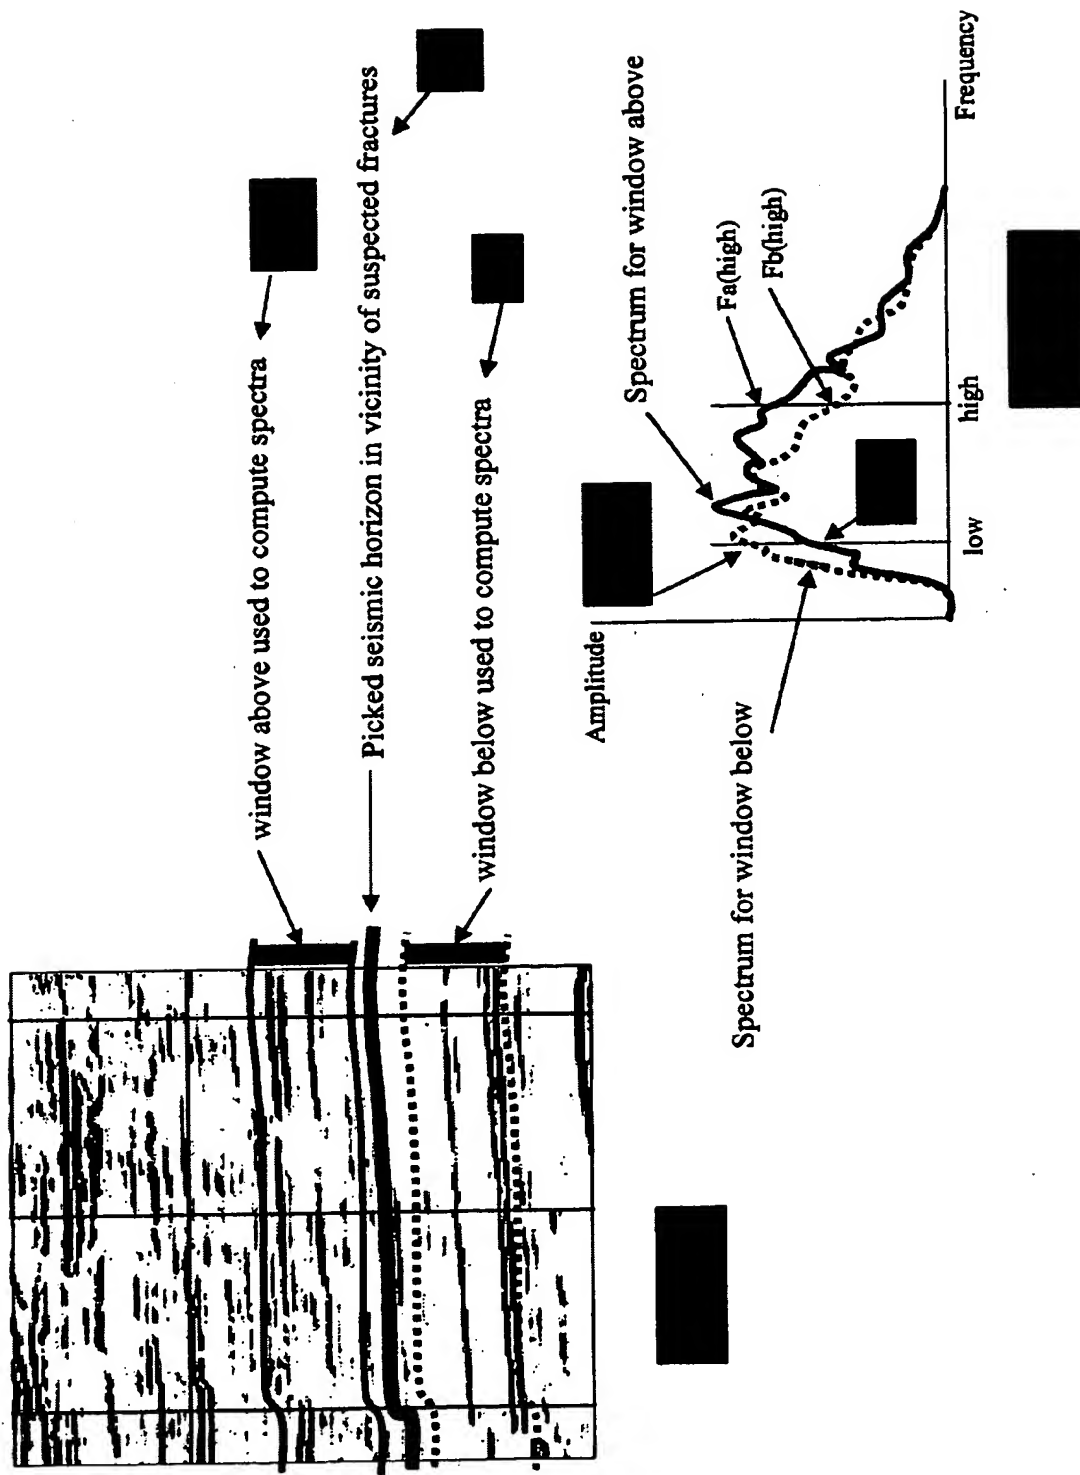 window above used to compute spectra
Picked seismic horizon in vicinity of suspected fractures
window below used to compute spectra
Amplitude
Spectrum for window above
Fa(high)
Fb(high)
Spectrum for window below
low
high
Frequency